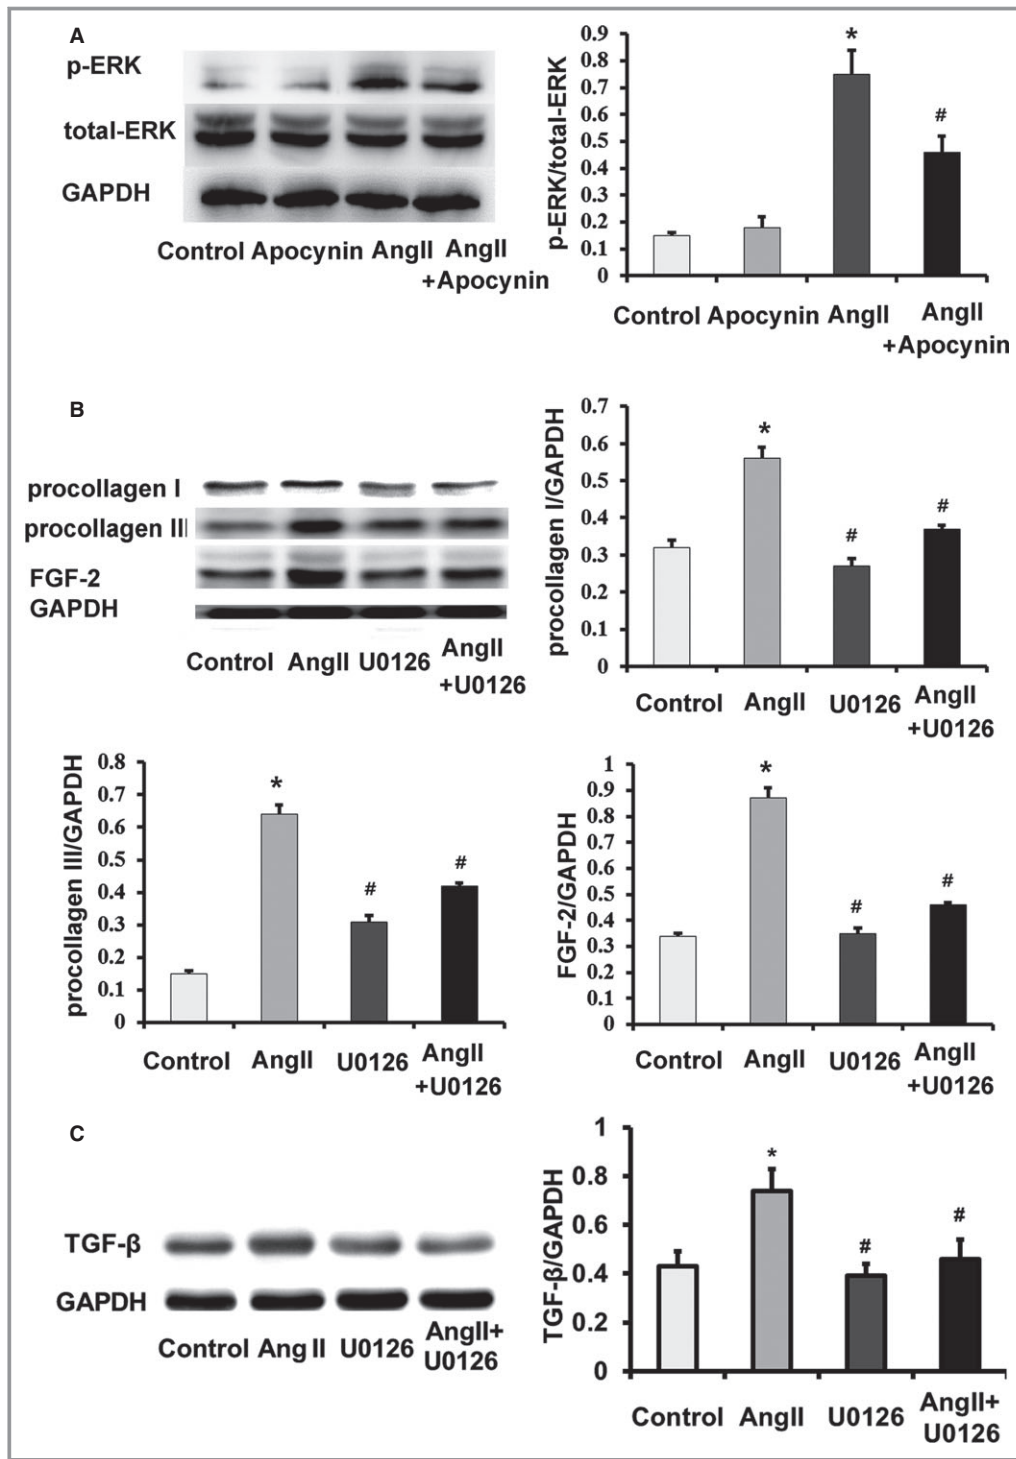 A
p-ERK
total-ERK
GAPDH
Control Apocynin AngII AngII
+Apocynin
p-ERK/total-ERK
0.9
0.8
0.7
0.6
0.5
0.4
0.3
0.2
0.1
0
*
#
Control Apocynin AngII AngII
+Apocynin
B
procollagen I
procollagen III
FGF-2
GAPDH
Control AngII U0126 AngII
+U0126
procollagen I/GAPDH
0.7
0.6
0.5
0.4
0.3
0.2
0.1
0
*
#
#
Control AngII U0126 AngII
+U0126
procollagen III/GAPDH
0.8
0.7
0.6
0.5
0.4
0.3
0.2
0.1
0
*
#
#
Control AngII U0126 AngII
+U0126
FGF-2/GAPDH
1
0.9
0.8
0.7
0.6
0.5
0.4
0.3
0.2
0.1
0
*
#
#
Control AngII U0126 AngII
+U0126
C
TGF-β
GAPDH
Control Ang II U0126 AngII+
U0126
TGF-β/GAPDH
1
0.8
0.6
0.4
0.2
0
*
#
#
Control AngII U0126 AngII+
U0126